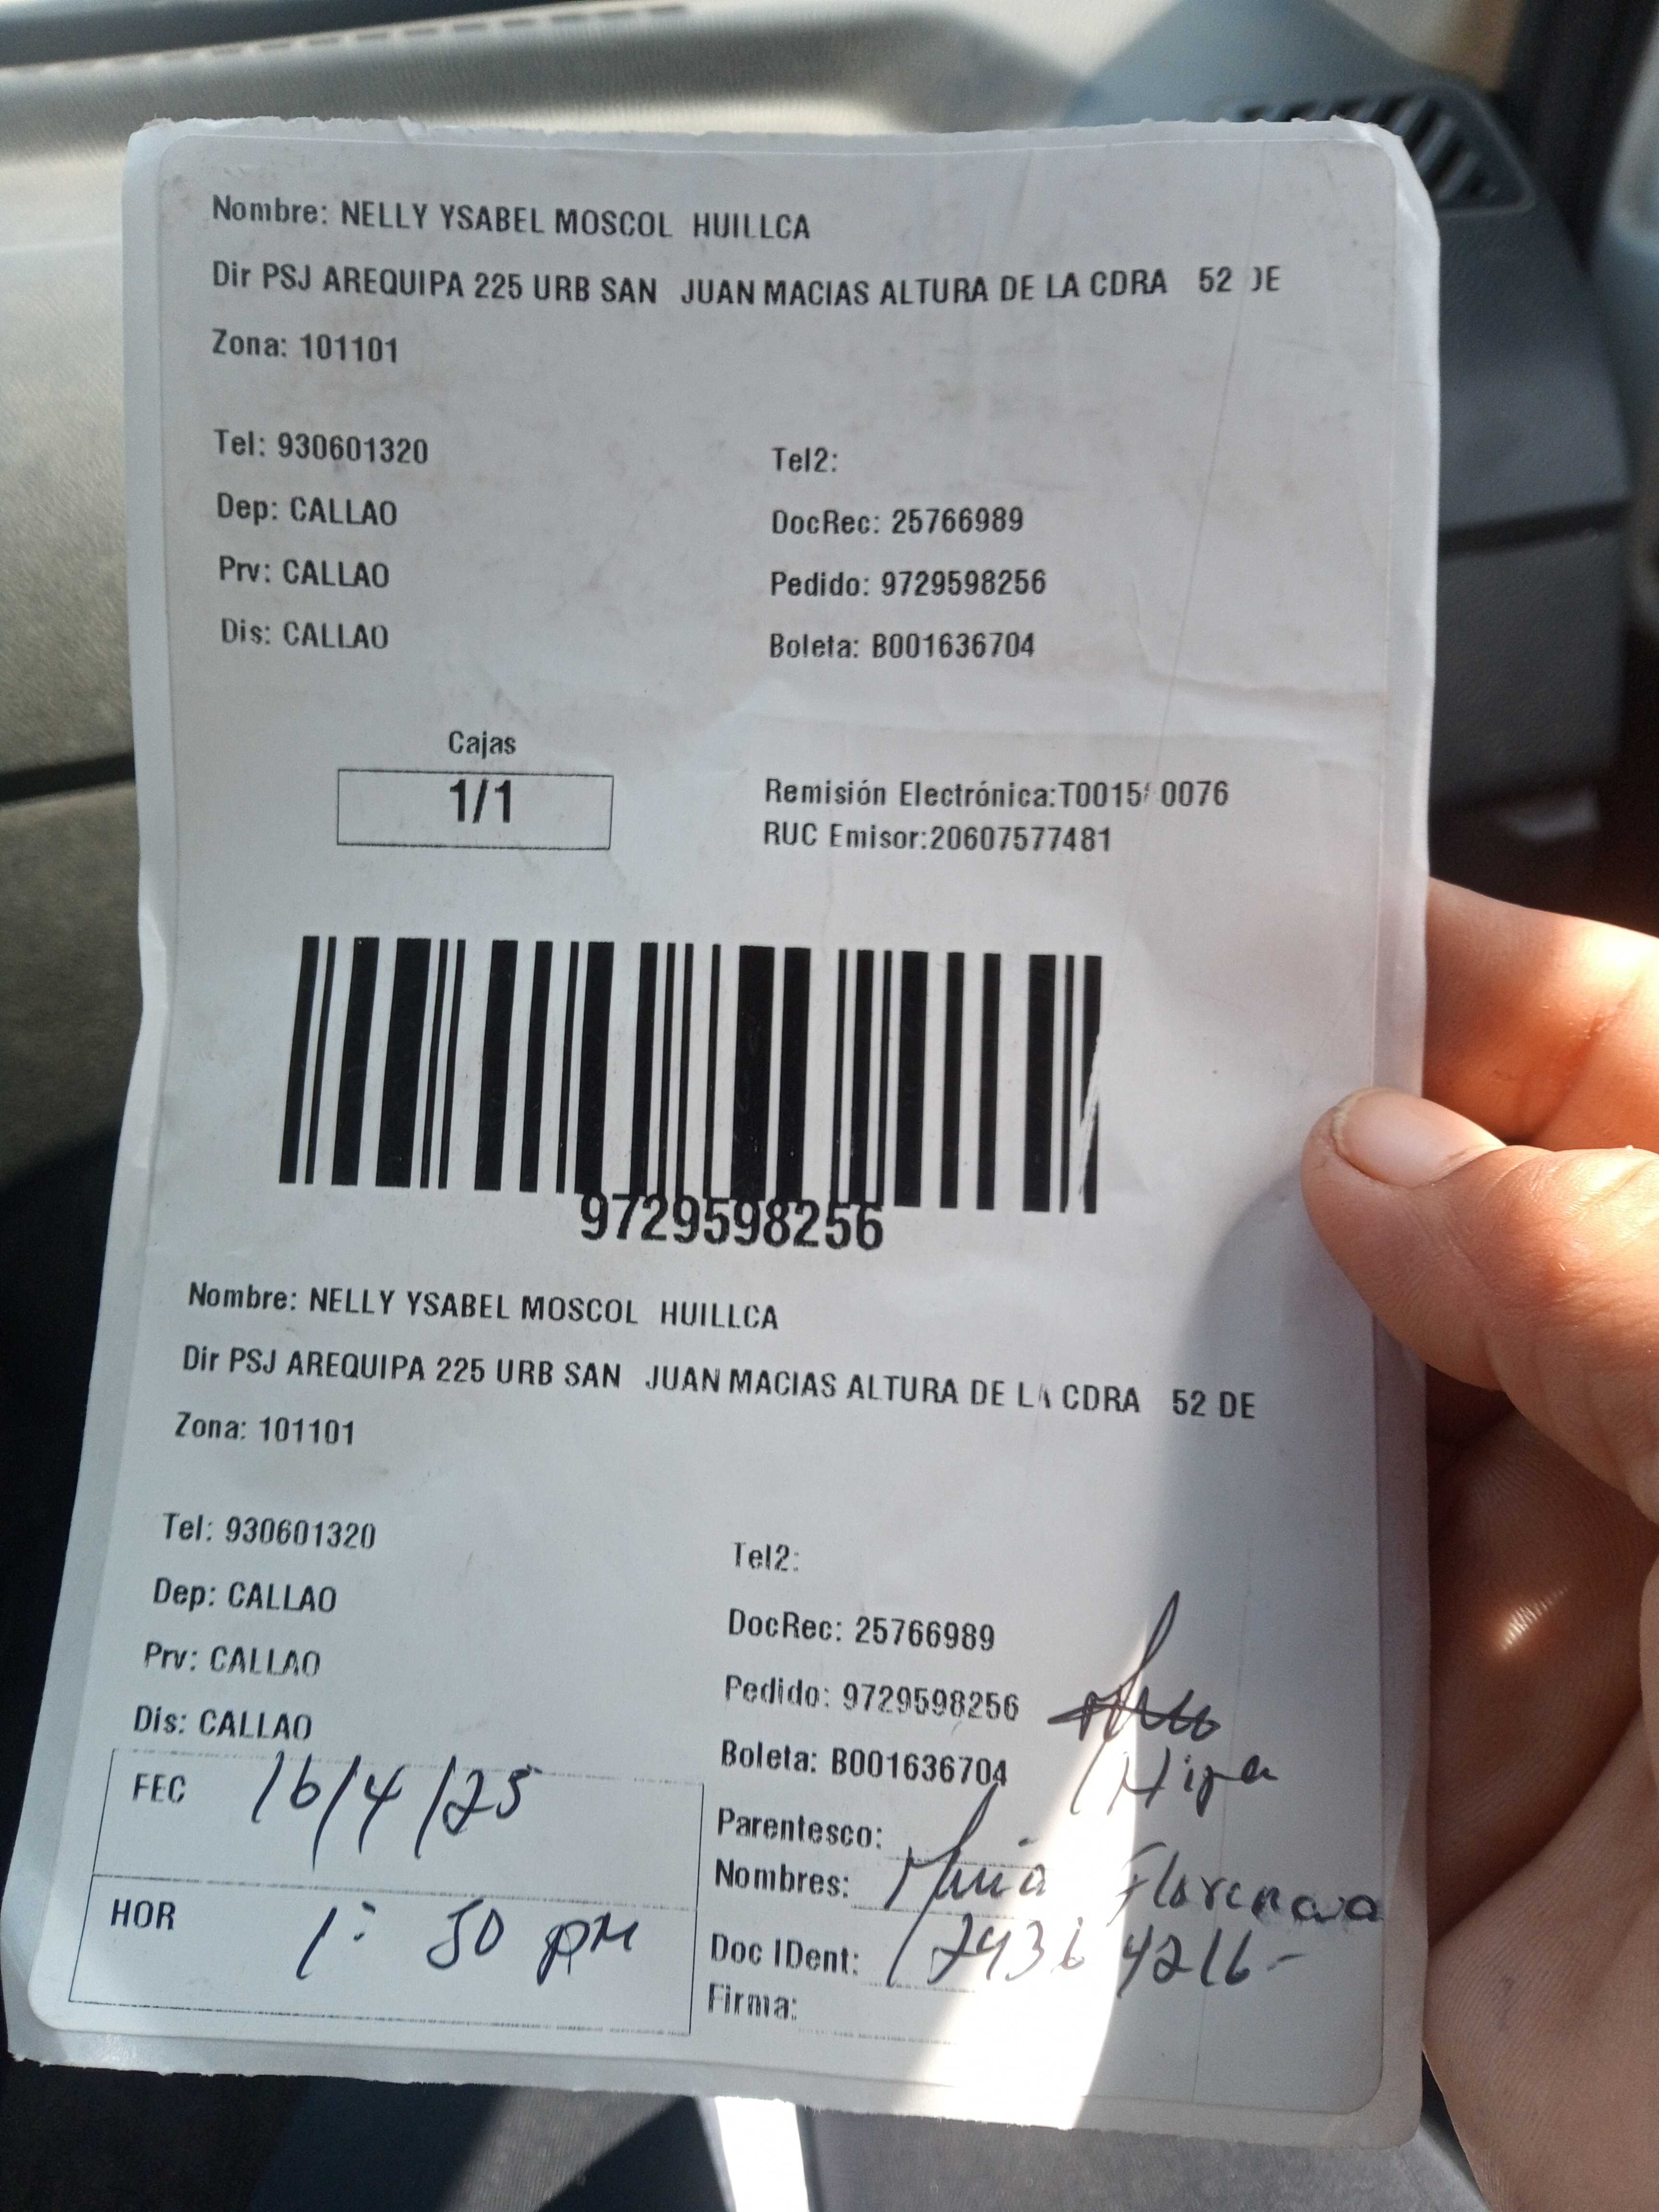 Nombre: NELLY YSABEL MOSCOL HUILLCA
Dir PSJ AREQUIPA 225 URB SAN JUAN MACIAS ALTURA DE LA CDRA 52 DE
Zona: 101101
Tel: 930601320
Tel2:
Dep: CALLAO
DocRec: 25766989
Prv: CALLAO
Pedido: 9729598256
Dis: CALLAO
Boleta: B001636704
Cajas
1/1
Remisión Electrónica:T0015 0076
RUC Emisor:20607577481
9729598256
Nombre: NELLY YSABEL MOSCOL HUILLCA
Dir PSJ AREQUIPA 225 URB SAN JUAN MACIAS ALTURA DE LA CDRA 52 DE
Zona: 101101
Tel: 930601320
Tel2:
Dep: CALLAO
DocRec: 25766989
Prv: CALLAO
Pedido: 9729598256
Dis: CALLAO
Boleta: B001636704
FEC 16/4/25
Parentesco: Hija
Nombres: Maria
HOR 1:50 pm
Doc IDent:
Firma: